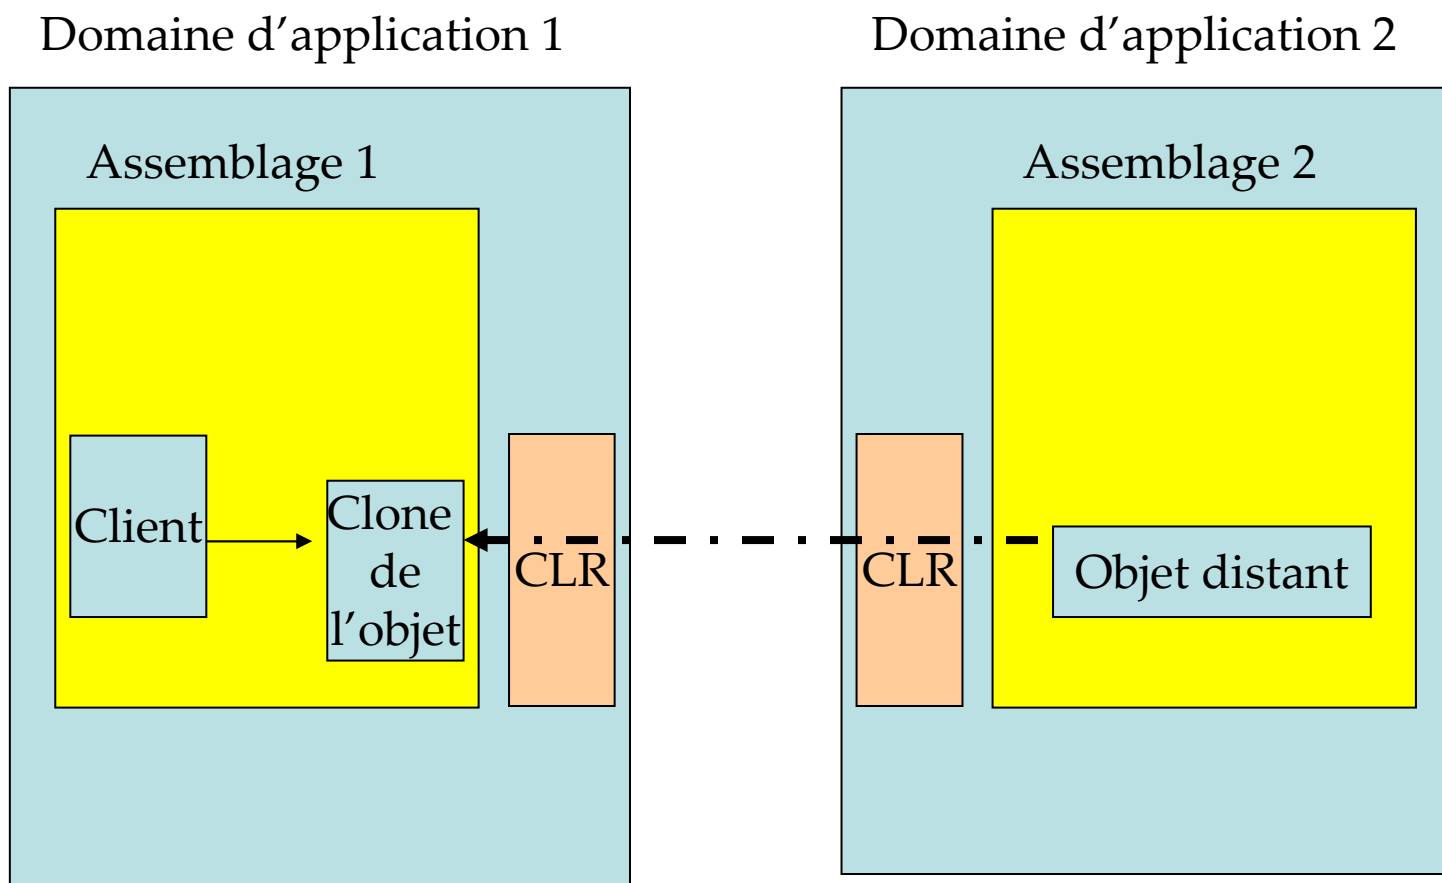 Domaine d’application 1
Domaine d’application 2
Assemblage 1
Assemblage 2
Client
Clone
de
l’objet
CLR
CLR
Objet distant